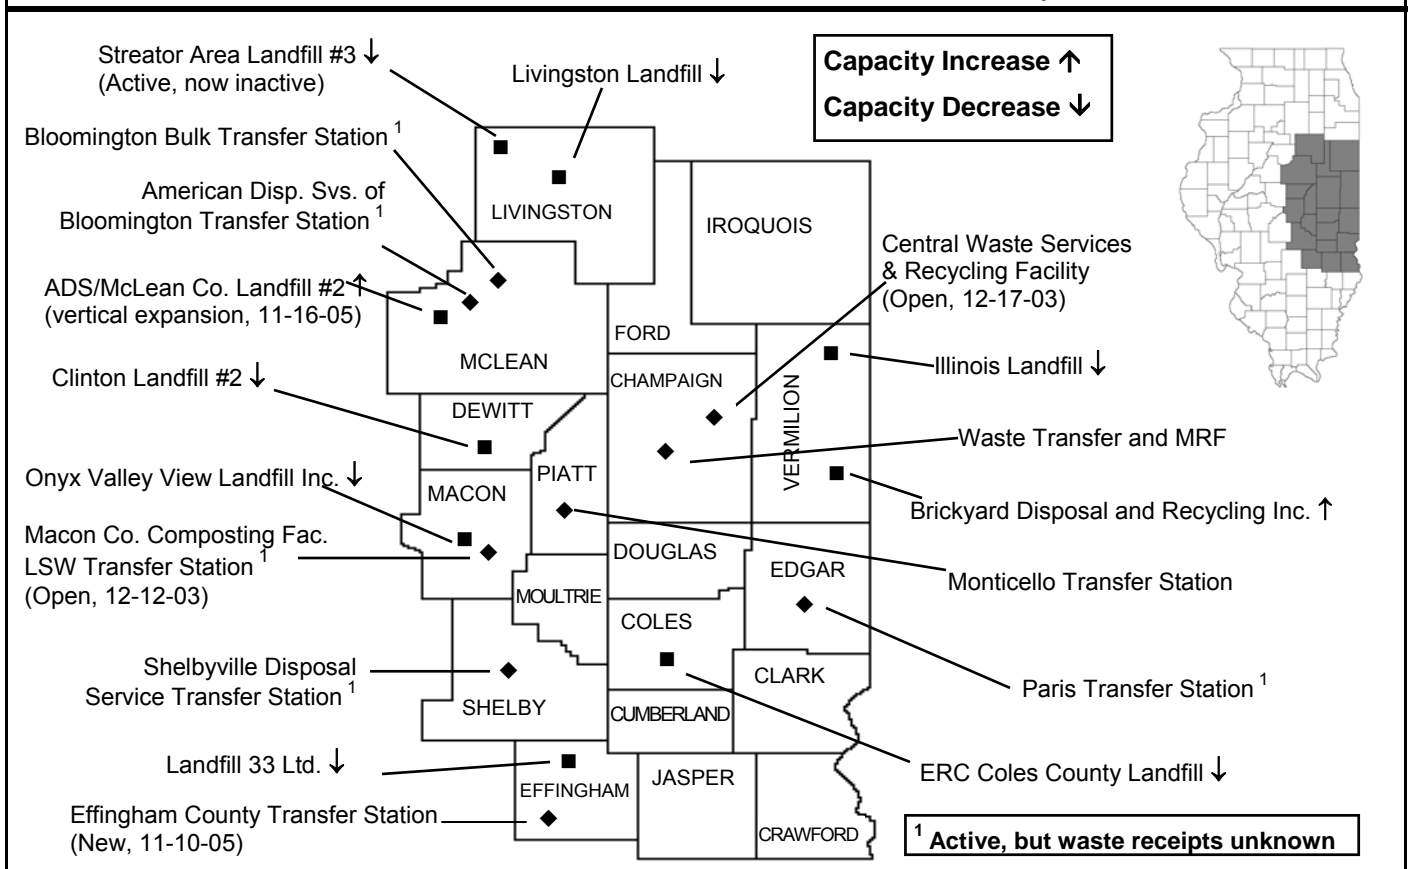 Streator Area Landfill #3 ↓
(Active, now inactive)
Livingston Landfill ↓
Capacity Increase ↑
Capacity Decrease ↓
Bloomington Bulk Transfer Station 1
American Disp. Svs. of
Bloomington Transfer Station 1
ADS/McLean Co. Landfill #2 ↑
(vertical expansion, 11-16-05)
Clinton Landfill #2 ↓
Onyx Valley View Landfill Inc. ↓
Macon Co. Composting Fac.
LSW Transfer Station 1
(Open, 12-12-03)
Shelbyville Disposal
Service Transfer Station 1
Landfill 33 Ltd. ↓
Effingham County Transfer Station
(New, 11-10-05)
LIVINGSTON
IROQUOIS
FORD
MCLEAN
CHAMPAIGN
VERMILION
DEWITT
PIATT
MACON
DOUGLAS
EDGAR
MOULTRIE
COLES
CLARK
SHELBY
CUMBERLAND
EFFINGHAM
JASPER
CRAWFORD
Central Waste Services
& Recycling Facility
(Open, 12-17-03)
Illinois Landfill ↓
Waste Transfer and MRF
Brickyard Disposal and Recycling Inc. ↑
Monticello Transfer Station
Paris Transfer Station 1
ERC Coles County Landfill ↓
1 Active, but waste receipts unknown